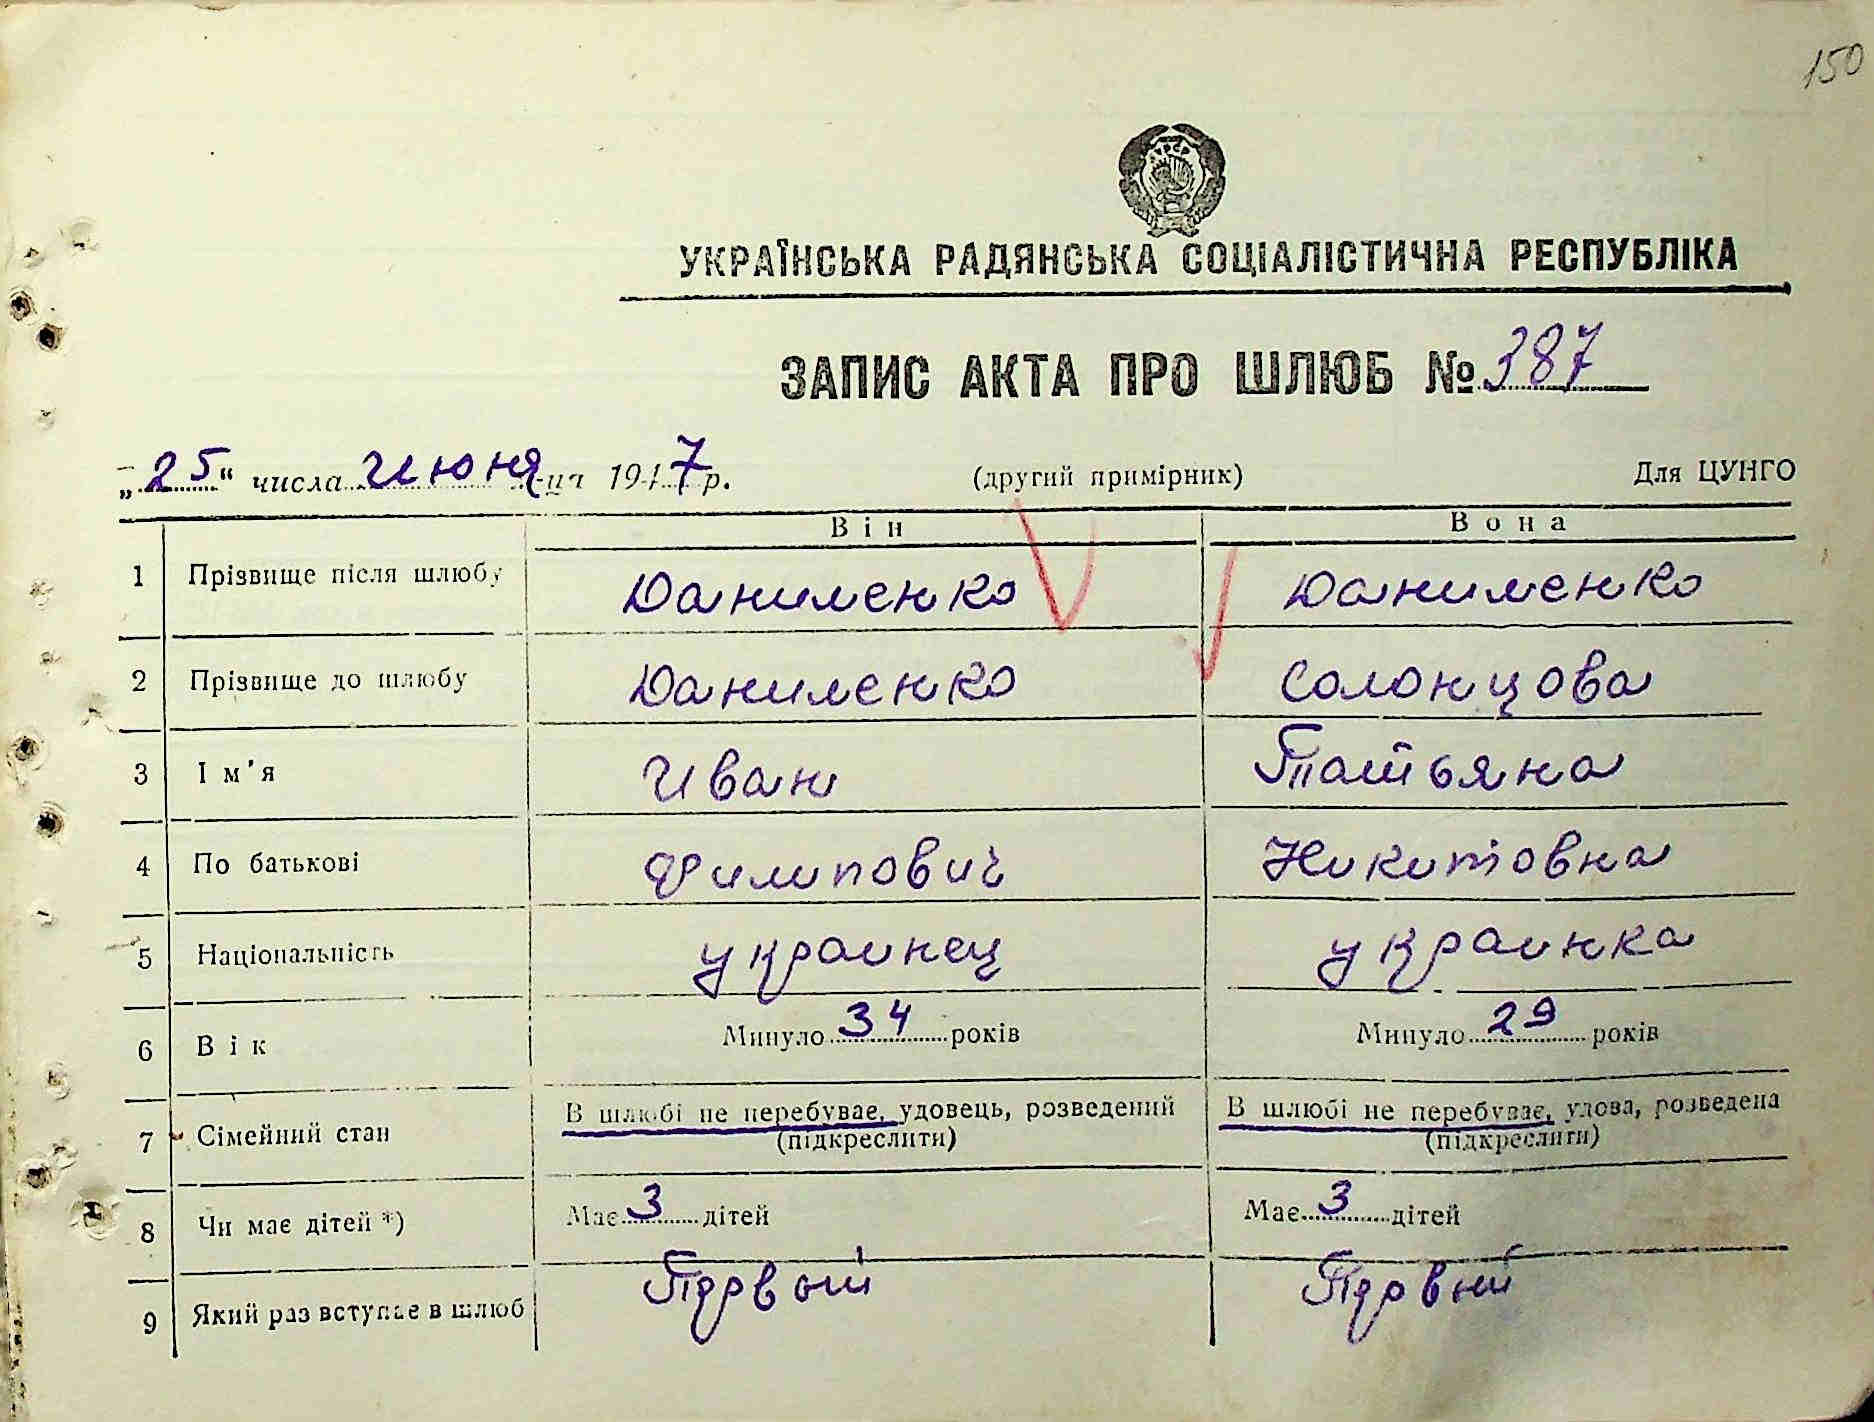 150
УРСР
УКРАЇНСЬКА РАДЯНСЬКА СОЦІАЛІСТИЧНА РЕСПУБЛІКА
ЗАПИС АКТА ПРО ШЛЮБ № 387
„25“ числа июня м-ця 1947 р. (другий примірник) Для ЦУНГО
Він Вона
1 Прізвище після шлюбу Даниленко Даниленко
2 Прізвище до шлюбу Даниленко Солонцова
3 Ім'я Иван Татьяна
4 По батькові Филипович Никитовна
5 Національність украинец украинка
6 Вік Минуло 34 років Минуло 29 років
7 Сімейний стан В шлюбі не перебуває, удовець, розведений В шлюбі не перебуває, удова, розведена
(підкреслити) (підкреслити)
8 Чи має дітей *) Має 3 дітей Має 3 дітей
9 Який раз вступає в шлюб Первый Первый